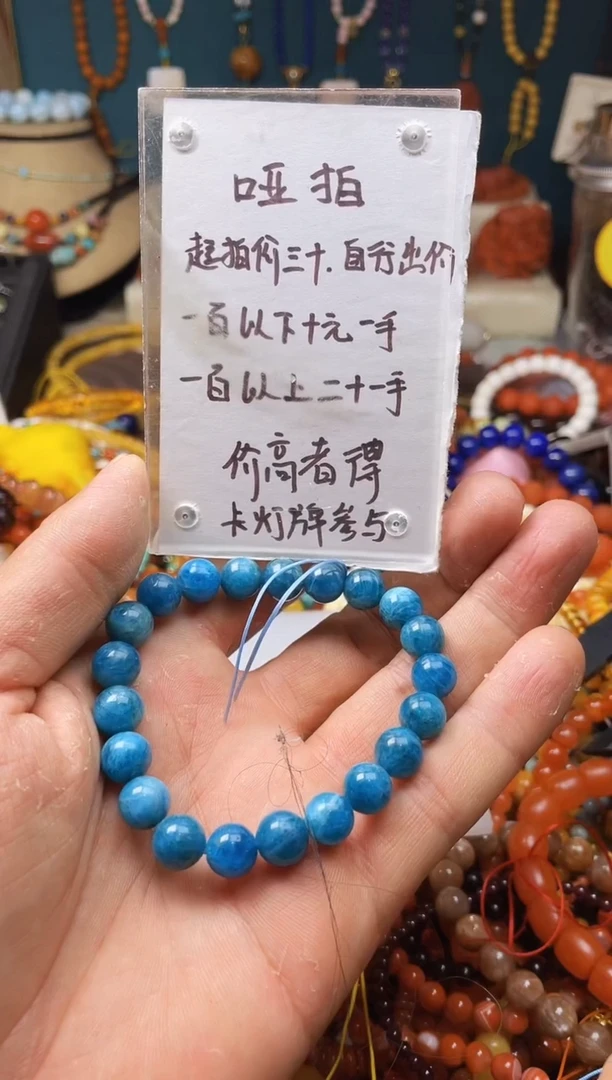 哑拍
起拍价三十.自行出价
一百以下十元一手
一百以上二十一手
价高者得
卡灯牌参与